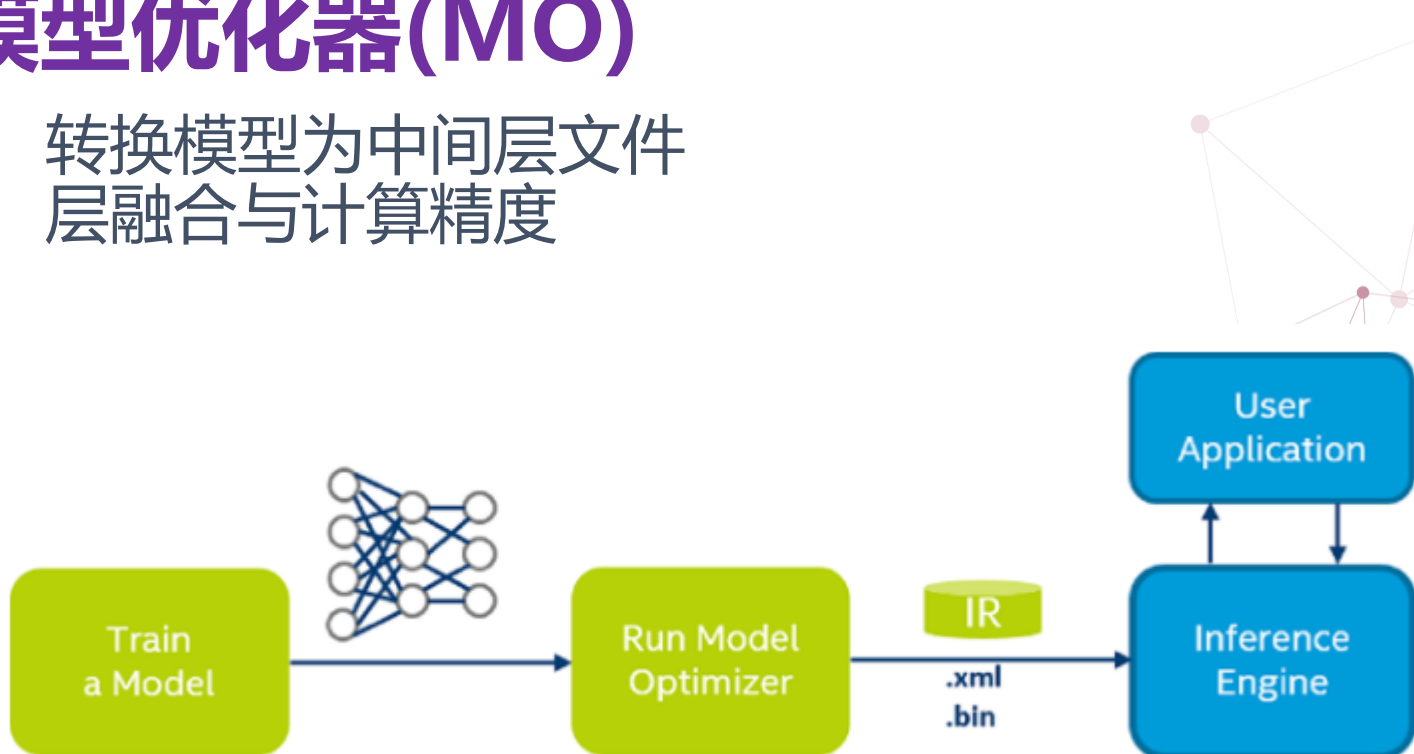 模型优化器(MO)
转换模型为中间层文件
层融合与计算精度
User
Application
Train
a Model
Run Model
Optimizer
IR
.xml
.bin
Inference
Engine